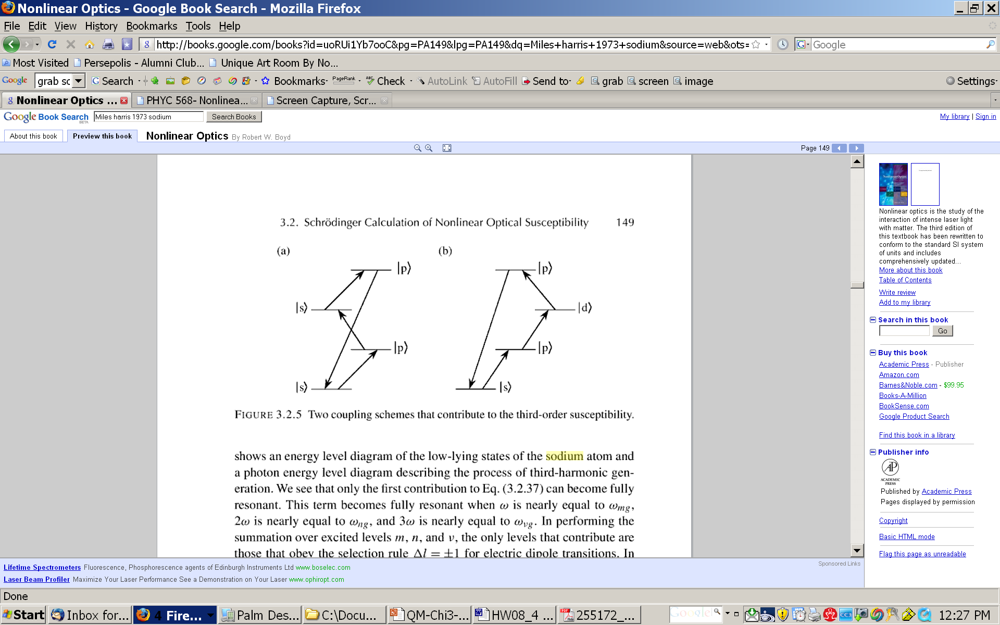 Nonlinear Optics - Google Book Search - Mozilla Firefox
File Edit View History Bookmarks Tools Help
http://books.google.com/books?id=uoRUi1Yb7ooC&pg=PA149&lpg=PA149&dq=Miles+harris+1973+sodium&source=web&ots=
Google
Most Visited Persepolis - Alumni Club... Unique Art Room By No...
Google grab sc Search Bookmarks PageRank Check AutoLink AutoFill Send to grab screen image Settings
Nonlinear Optics ... PHYC 568- Nonlinea... Screen Capture, Scr...
Google Book Search BETA Miles harris 1973 sodium Search Books My library | Sign in
About this book Preview this book Nonlinear Optics By Robert W. Boyd
Page 149
3.2. Schrödinger Calculation of Nonlinear Optical Susceptibility 149
(a) (b)
|p⟩ |p⟩
|s⟩ |d⟩
|p⟩ |p⟩
|s⟩ |s⟩
FIGURE 3.2.5 Two coupling schemes that contribute to the third-order susceptibility.
shows an energy level diagram of the low-lying states of the sodium atom and
a photon energy level diagram describing the process of third-harmonic gen-
eration. We see that only the first contribution to Eq. (3.2.37) can become fully
resonant. This term becomes fully resonant when ω is nearly equal to ωmg,
2ω is nearly equal to ωng, and 3ω is nearly equal to ωνg. In performing the
summation over excited levels m, n, and ν, the only levels that contribute are
those that obey the selection rule Δl = ±1 for electric dipole transitions. In
Nonlinear Optics
Nonlinear optics is the study of the
interaction of intense laser light
with matter. The third edition of
this textbook has been rewritten to
conform to the standard SI system
of units and includes
comprehensively updated...
More about this book
Table of Contents
Write review
Add to my library
Search in this book
Go
Buy this book
Academic Press - Publisher
Amazon.com
Barnes&Noble.com - $99.95
Books-A-Million
BookSense.com
Google Product Search
Find this book in a library
Publisher info
AP
ACADEMIC
PRESS
Published by Academic Press
Pages displayed by permission
Copyright
Basic HTML mode
Flag this page as unreadable
Sponsored Links
Lifetime Spectrometers Fluorescence, Phosphorescence agents of Edinburgh Instruments Ltd www.boselec.com
Laser Beam Profiler Maximize Your Laser Performance See a Demonstration on Your Laser www.ophiropt.com
Done
Start Inbox for... 4 Fire... Palm Des... C:\Docu... QM-Chi3-... HW08_4 ... 255172_... Google CC3 12:27 PM